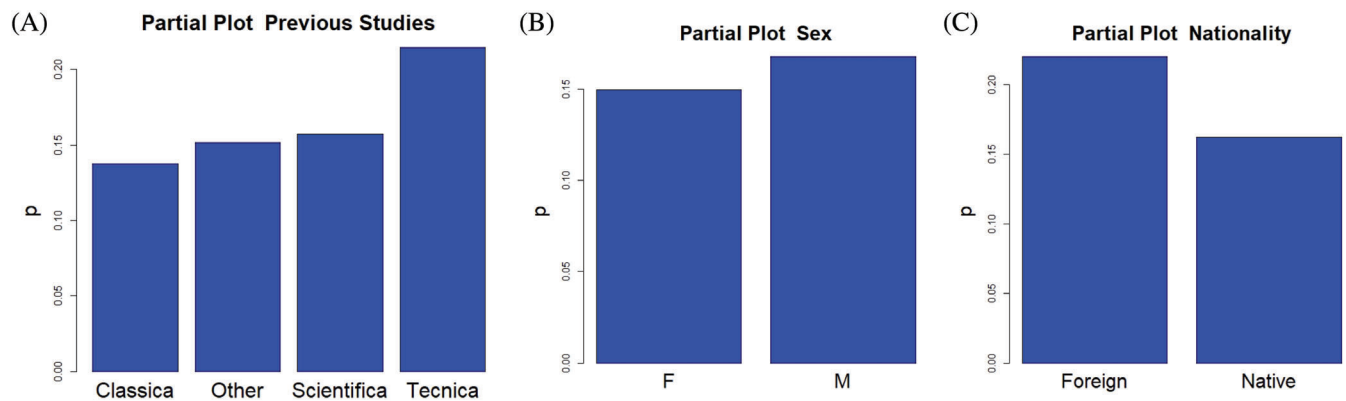 (A)
Partial Plot Previous Studies
p
0.00
0.05
0.10
0.15
0.20
Classica
Other
Scientifica
Tecnica
(B)
Partial Plot Sex
p
0.00
0.05
0.10
0.15
F
M
(C)
Partial Plot Nationality
p
0.00
0.05
0.10
0.15
0.20
Foreign
Native